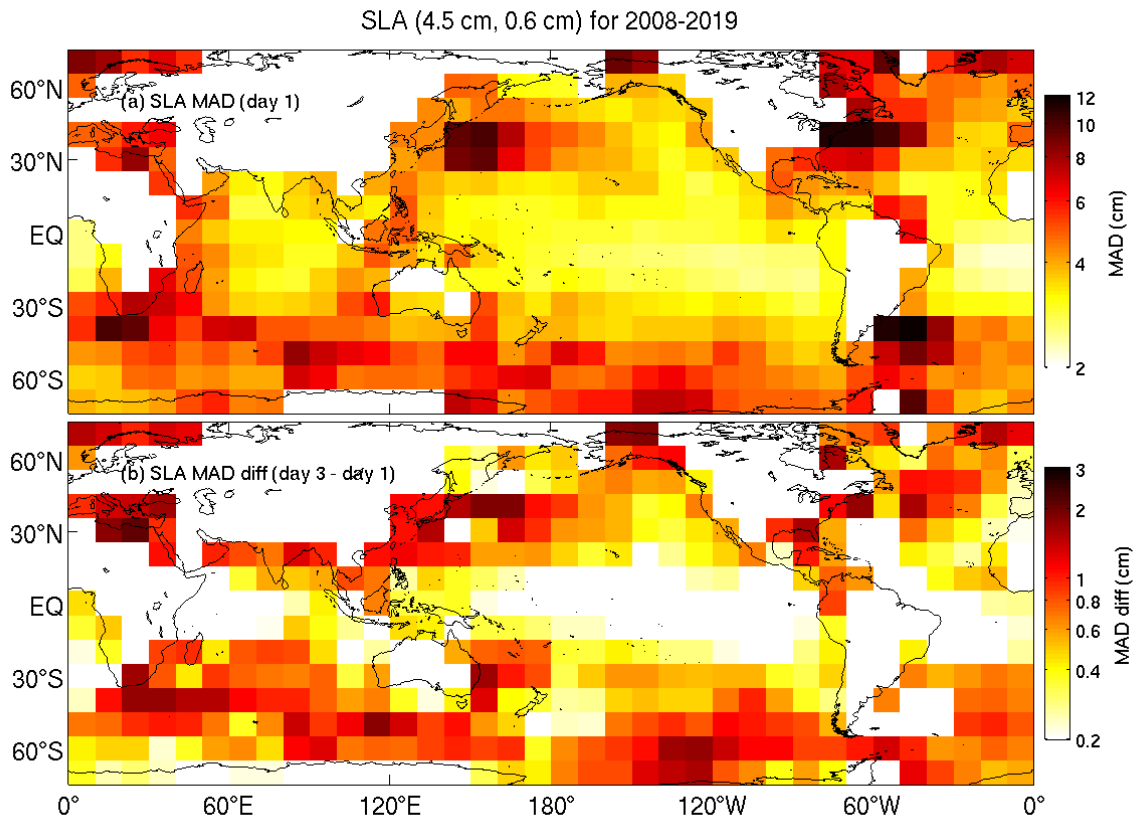 SLA (4.5 cm, 0.6 cm) for 2008-2019
60°N
30°N
EQ
30°S
60°S
(a) SLA MAD (day 1)
12
10
8
6
4
2
MAD (cm)
60°N
30°N
EQ
30°S
60°S
(b) SLA MAD diff (day 3 - day 1)
3
2
1
0.8
0.6
0.4
0.2
MAD diff (cm)
0°
60°E
120°E
180°
120°W
60°W
0°